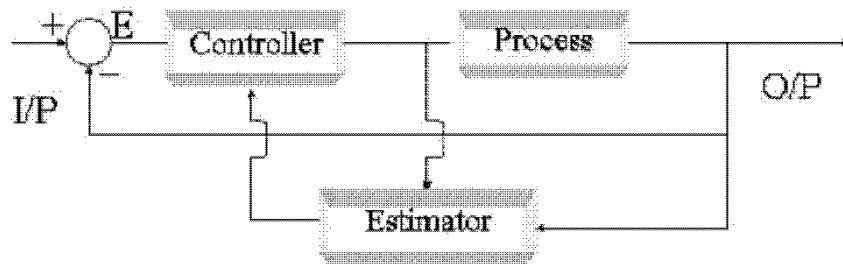 +
E
Controller
Process
−
I/P
O/P
Estimator